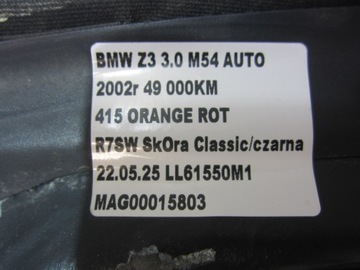 BMW Z3 3.0 M54 AUTO
2002r 49 000KM
415 ORANGE ROT
R7SW SkOra Classic/czarna
22.05.25 LL61550M1
MAG00015803